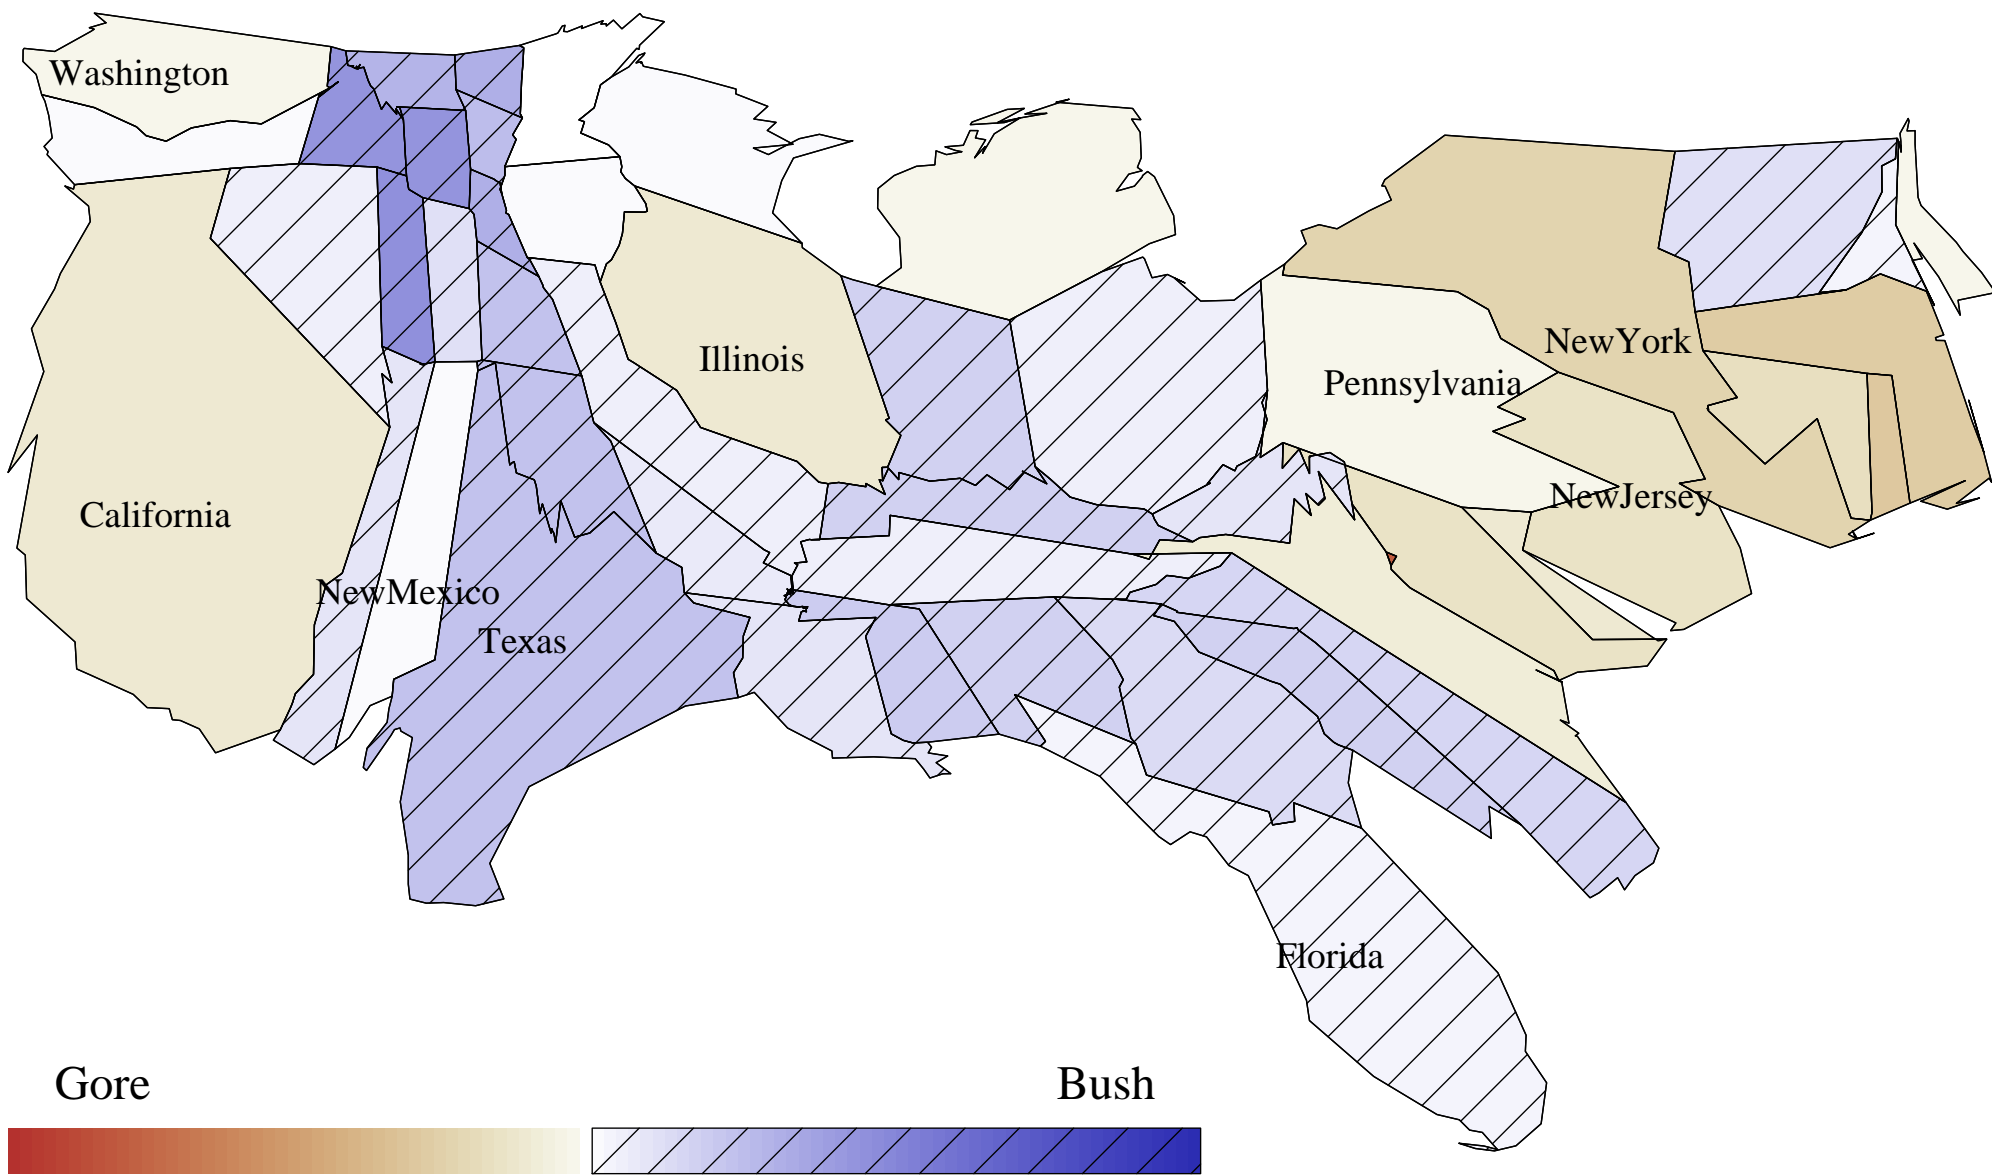 Washington
NewYork
Illinois
Pennsylvania
NewJersey
California
NewMexico
Texas
Florida
Gore
Bush